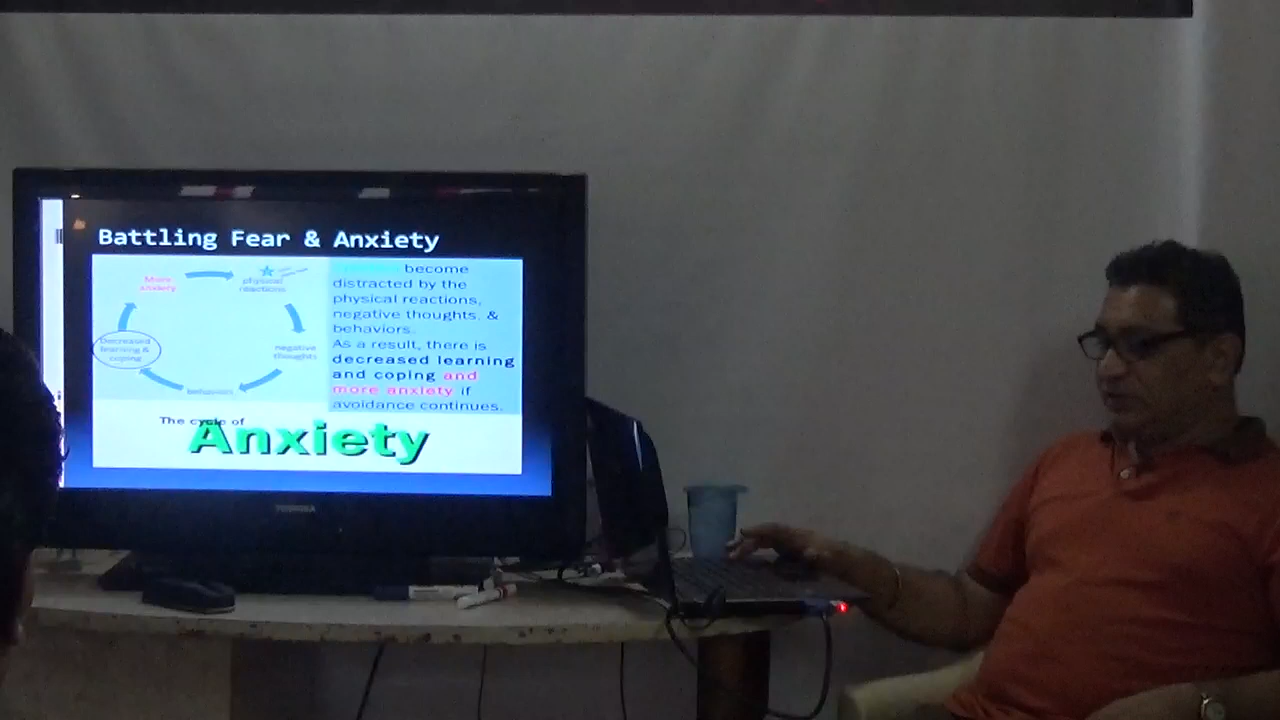 Battling Fear & Anxiety
More
anxiety
physical
reactions
negative
thoughts
behaviors
Decreased
learning &
coping
become
distracted by the
physical reactions,
negative thoughts, &
behaviors.
As a result, there is
decreased learning
and coping and
more anxiety if
avoidance continues.
The cycle of
Anxiety
TOSHIBA